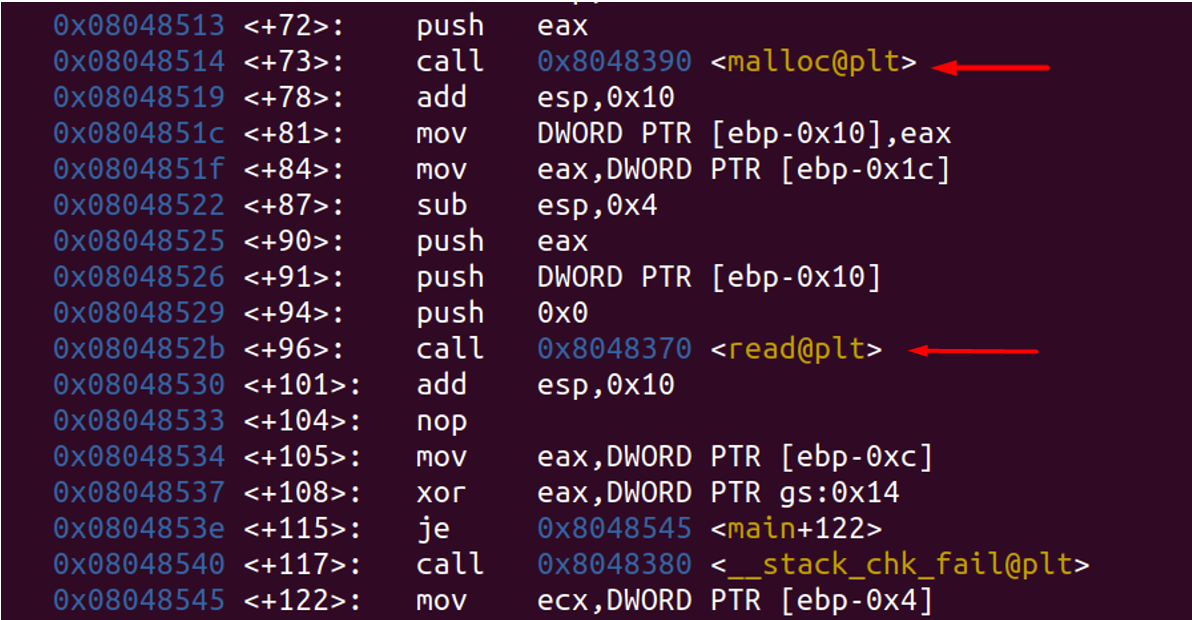 0x08048513 <+72>: push eax
0x08048514 <+73>: call 0x8048390 <malloc@plt>
0x08048519 <+78>: add esp,0x10
0x0804851c <+81>: mov DWORD PTR [ebp-0x10],eax
0x0804851f <+84>: mov eax,DWORD PTR [ebp-0x1c]
0x08048522 <+87>: sub esp,0x4
0x08048525 <+90>: push eax
0x08048526 <+91>: push DWORD PTR [ebp-0x10]
0x08048529 <+94>: push 0x0
0x0804852b <+96>: call 0x8048370 <read@plt>
0x08048530 <+101>: add esp,0x10
0x08048533 <+104>: nop
0x08048534 <+105>: mov eax,DWORD PTR [ebp-0xc]
0x08048537 <+108>: xor eax,DWORD PTR gs:0x14
0x0804853e <+115>: je 0x8048545 <main+122>
0x08048540 <+117>: call 0x8048380 <__stack_chk_fail@plt>
0x08048545 <+122>: mov ecx,DWORD PTR [ebp-0x4]